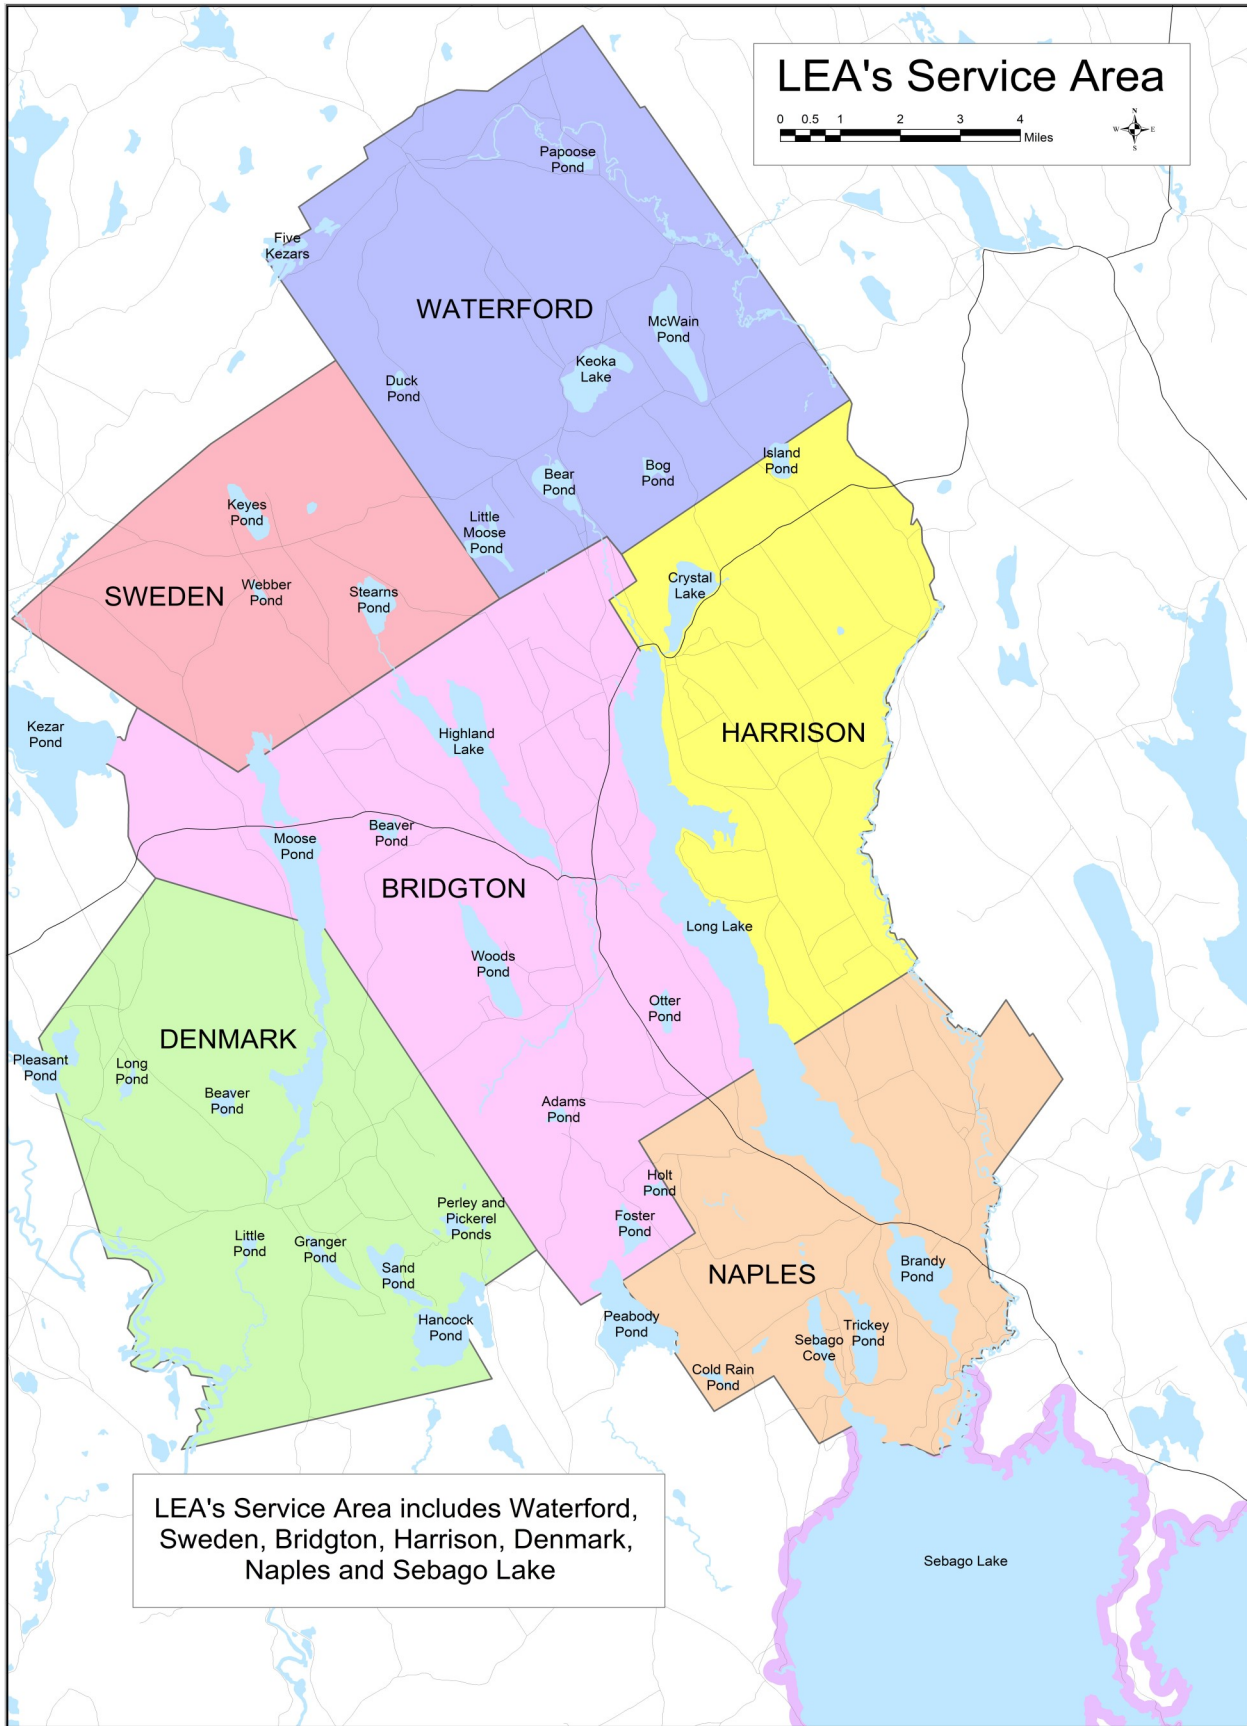 LEA's Service Area
0 0.5 1 2 3 4
Miles
N
W E
S
Papoose
Pond
Five
Kezars
WATERFORD
McWain
Pond
Keoka
Lake
Duck
Pond
Island
Pond
Bog
Pond
Bear
Pond
Little
Moose
Pond
Keyes
Pond
SWEDEN
Webber
Pond
Stearns
Pond
Crystal
Lake
Kezar
Pond
Highland
Lake
HARRISON
Moose
Pond
Beaver
Pond
BRIDGTON
Long Lake
Woods
Pond
Otter
Pond
DENMARK
Pleasant
Pond
Long
Pond
Beaver
Pond
Adams
Pond
Holt
Pond
Perley and
Pickerel
Ponds
Foster
Pond
Little
Pond
Granger
Pond
Sand
Pond
NAPLES
Brandy
Pond
Hancock
Pond
Peabody
Pond
Sebago
Cove
Trickey
Pond
Cold Rain
Pond
LEA's Service Area includes Waterford,
Sweden, Bridgton, Harrison, Denmark,
Naples and Sebago Lake
Sebago Lake